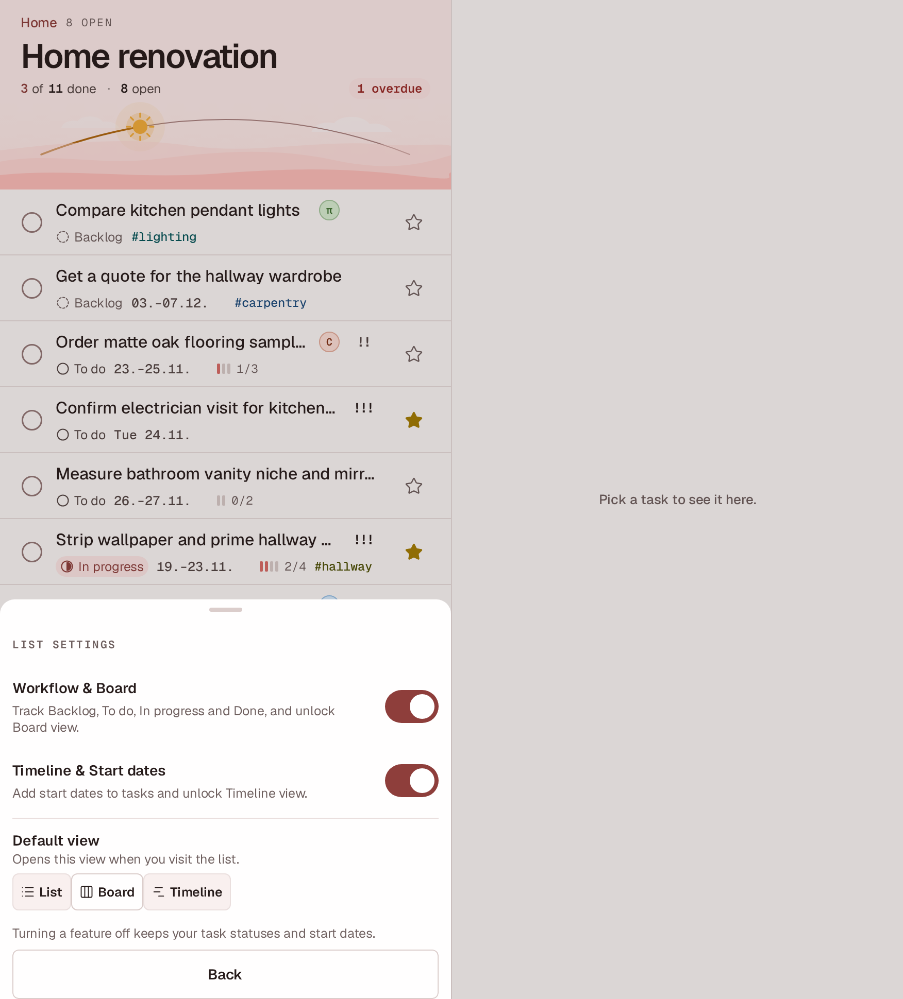 Home 8 OPEN
Home renovation
3 of 11 done · 8 open
1 overdue
Compare kitchen pendant lights π
Backlog #lighting
Get a quote for the hallway wardrobe
Backlog 03.–07.12. #carpentry
Order matte oak flooring sampl… C !!
To do 23.–25.11. 1/3
Confirm electrician visit for kitchen… !!!
To do Tue 24.11.
Measure bathroom vanity niche and mirr…
To do 26.–27.11. 0/2
Strip wallpaper and prime hallway … !!!
In progress 19.–23.11. 2/4 #hallway
Pick a task to see it here.
LIST SETTINGS
Workflow & Board
Track Backlog, To do, In progress and Done, and unlock
Board view.
Timeline & Start dates
Add start dates to tasks and unlock Timeline view.
Default view
Opens this view when you visit the list.
List Board Timeline
Turning a feature off keeps your task statuses and start dates.
Back